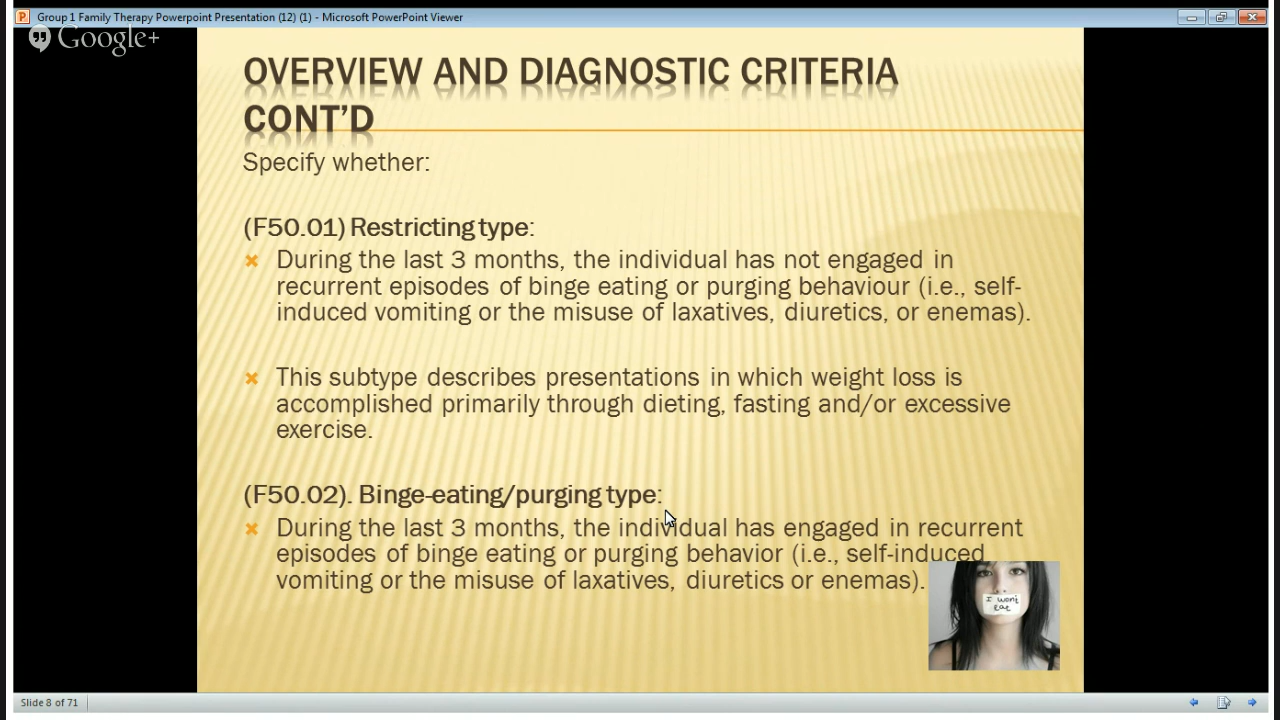 Group 1 Family Therapy Powerpoint Presentation (12) (1) - Microsoft PowerPoint Viewer
Google+
OVERVIEW AND DIAGNOSTIC CRITERIA
CONT'D
Specify whether:
(F50.01) Restricting type:
During the last 3 months, the individual has not engaged in
recurrent episodes of binge eating or purging behaviour (i.e., self-
induced vomiting or the misuse of laxatives, diuretics, or enemas).
This subtype describes presentations in which weight loss is
accomplished primarily through dieting, fasting and/or excessive
exercise.
(F50.02). Binge-eating/purging type:
During the last 3 months, the individual has engaged in recurrent
episodes of binge eating or purging behavior (i.e., self-induced
vomiting or the misuse of laxatives, diuretics or enemas).
I won't
eat
Slide 8 of 71